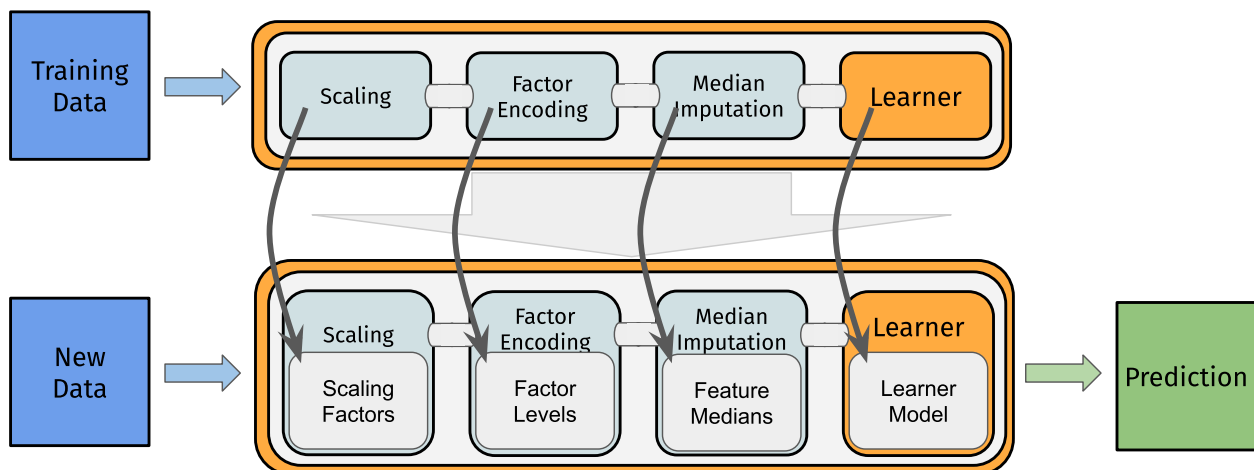 Training
Data
Scaling
Factor
Encoding
Median
Imputation
Learner
New
Data
Scaling
Factor
Encoding
Median
Imputation
Learner
Scaling
Factors
Factor
Levels
Feature
Medians
Learner
Model
Prediction